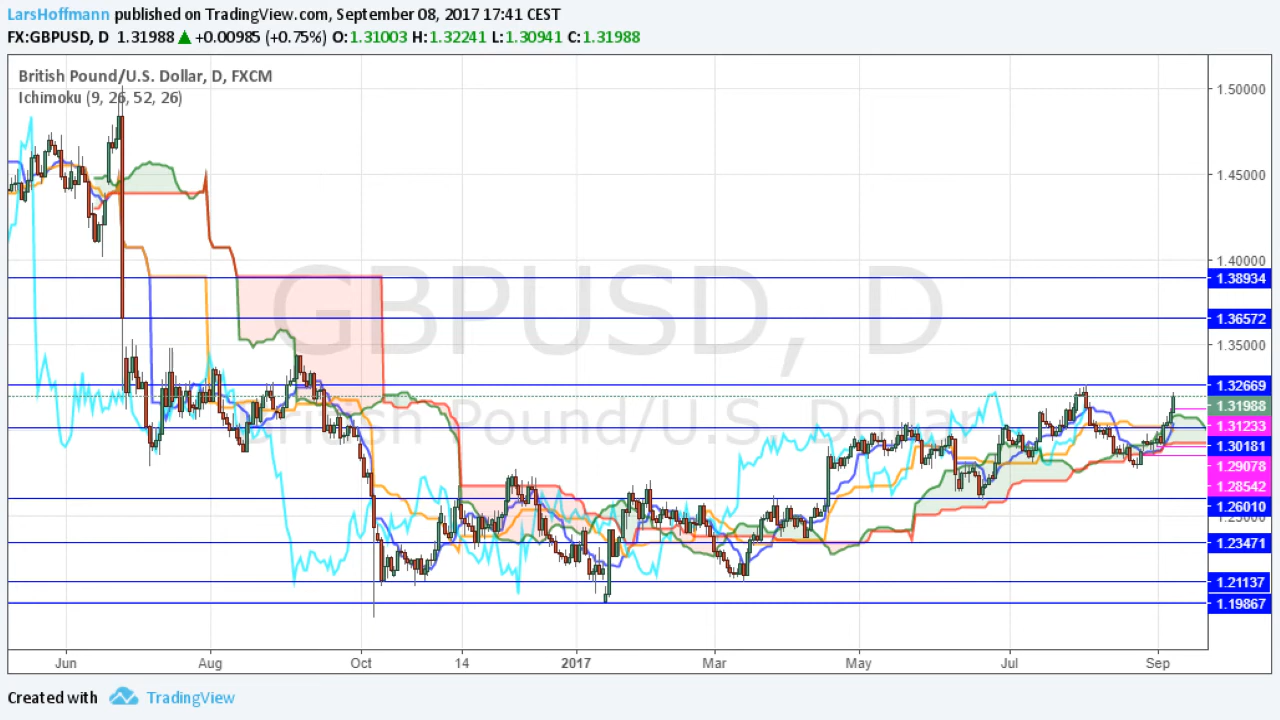 LarsHoffmann published on TradingView.com, September 08, 2017 17:41 CEST
FX:GBPUSD, D 1.31988 ▲ +0.00985 (+0.75%) O:1.31003 H:1.32241 L:1.30941 C:1.31988
British Pound/U.S. Dollar, D, FXCM
Ichimoku (9, 26, 52, 26)
GBPUSD, D
British Pound/U.S. Dollar
1.50000
1.45000
1.40000
1.38934
1.36572
1.35000
1.32669
1.31988
1.31233
1.30181
1.29078
1.28542
1.26010
1.25000
1.23471
1.21137
1.19867
Jun Aug Oct 14 2017 Mar May Jul Sep
Created with TradingView